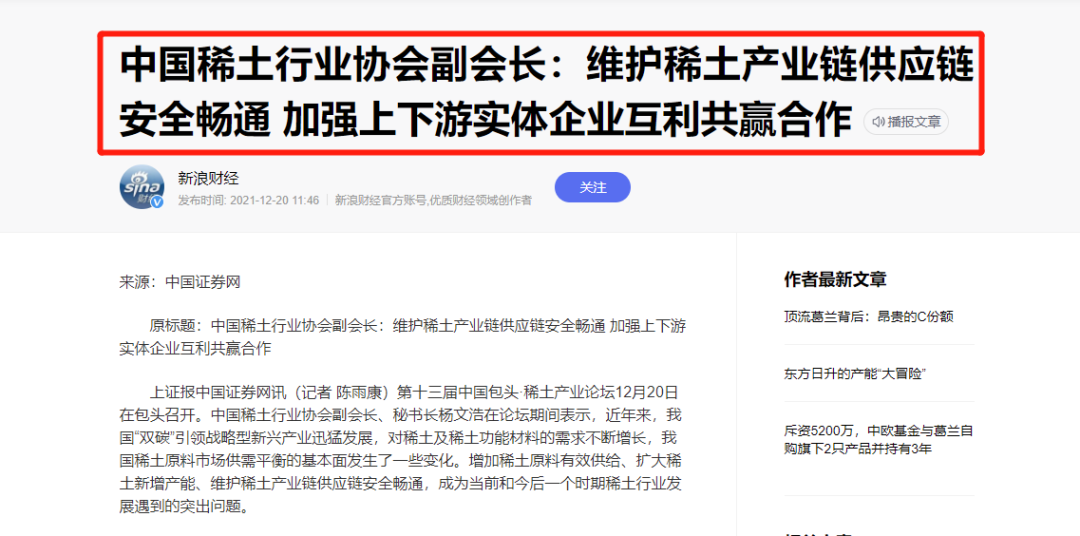 中国稀土行业协会副会长：维护稀土产业链供应链
安全畅通 加强上下游实体企业互利共赢合作
播报文章
sina
财经
新浪财经
发布时间: 2021-12-20 11:46
新浪财经官方账号,优质财经领域创作者
关注
来源：中国证券网
原标题：中国稀土行业协会副会长：维护稀土产业链供应链安全畅通 加强上下游
实体企业互利共赢合作
上证报中国证券网讯（记者 陈雨康）第十三届中国包头·稀土产业论坛12月20日
在包头召开。中国稀土行业协会副会长、秘书长杨文浩在论坛期间表示，近年来，我
国“双碳”引领战略型新兴产业迅猛发展，对稀土及稀土功能材料的需求不断增长，我
国稀土原料市场供需平衡的基本面发生了一些变化。增加稀土原料有效供给、扩大稀
土新增产能、维护稀土产业链供应链安全畅通，成为当前和今后一个时期稀土行业发
展遇到的突出问题。
作者最新文章
顶流葛兰背后：昂贵的C份额
东方日升的产能“大冒险”
斥资5200万，中欧基金与葛兰自
购旗下2只产品并持有3年